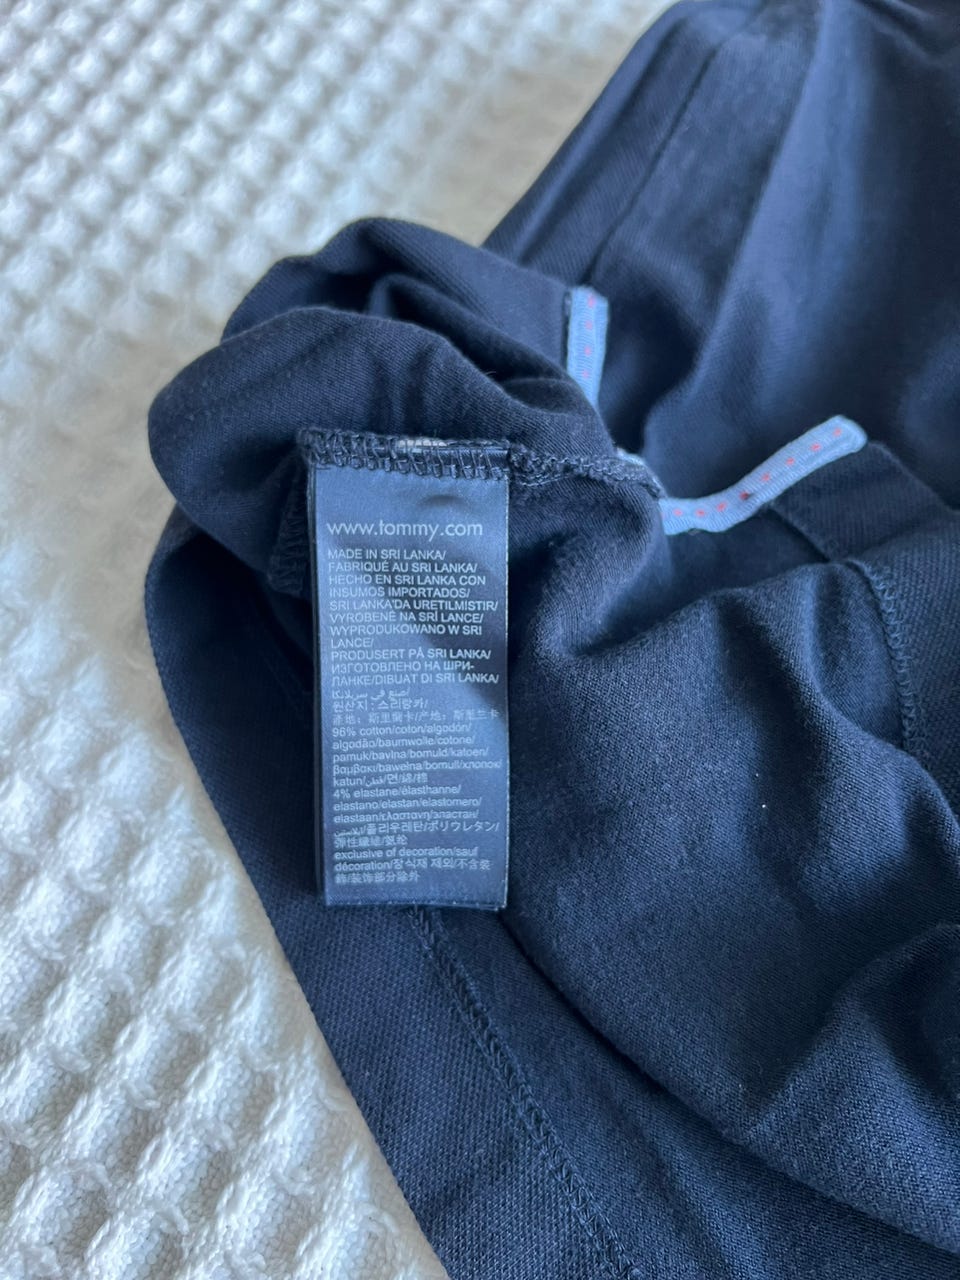 www.tommy.com
MADE IN SRI LANKA/
FABRIQUÉ AU SRI LANKA/
HECHO EN SRI LANKA CON
INSUMOS IMPORTADOS/
SRI LANKA'DA URETILMISTIR/
VYROBENÉ NA SRÍ LANCE/
WYPRODUKOWANO W SRI
LANCE/
PRODUSERT PÅ SRI LANKA/
ИЗГОТОВЛЕНО НА ШРИ-
ЛАНКЕ/DIBUAT DI SRI LANKA/
صنع في سريلانكا/
원산지 : 스리랑카/
產地: 斯里蘭卡/产地: 斯里兰卡
96% cotton/coton/algodón/
algodão/baumwolle/cotone/
pamuk/bavlna/bomuld/katoen/
βαμβακι/bawełna/bomull/хлопок/
katun/قطن/면/綿/棉
4% elastane/élasthanne/
elastano/elastan/elastomero/
elastaan/ελαστανη/эластан/
ايلاستين/폴리우레탄/ポリウレタン/
彈性纖維/氨纶
exclusive of decoration/sauf
décoration/장식재 제외/不含裝
飾/装饰部分除外